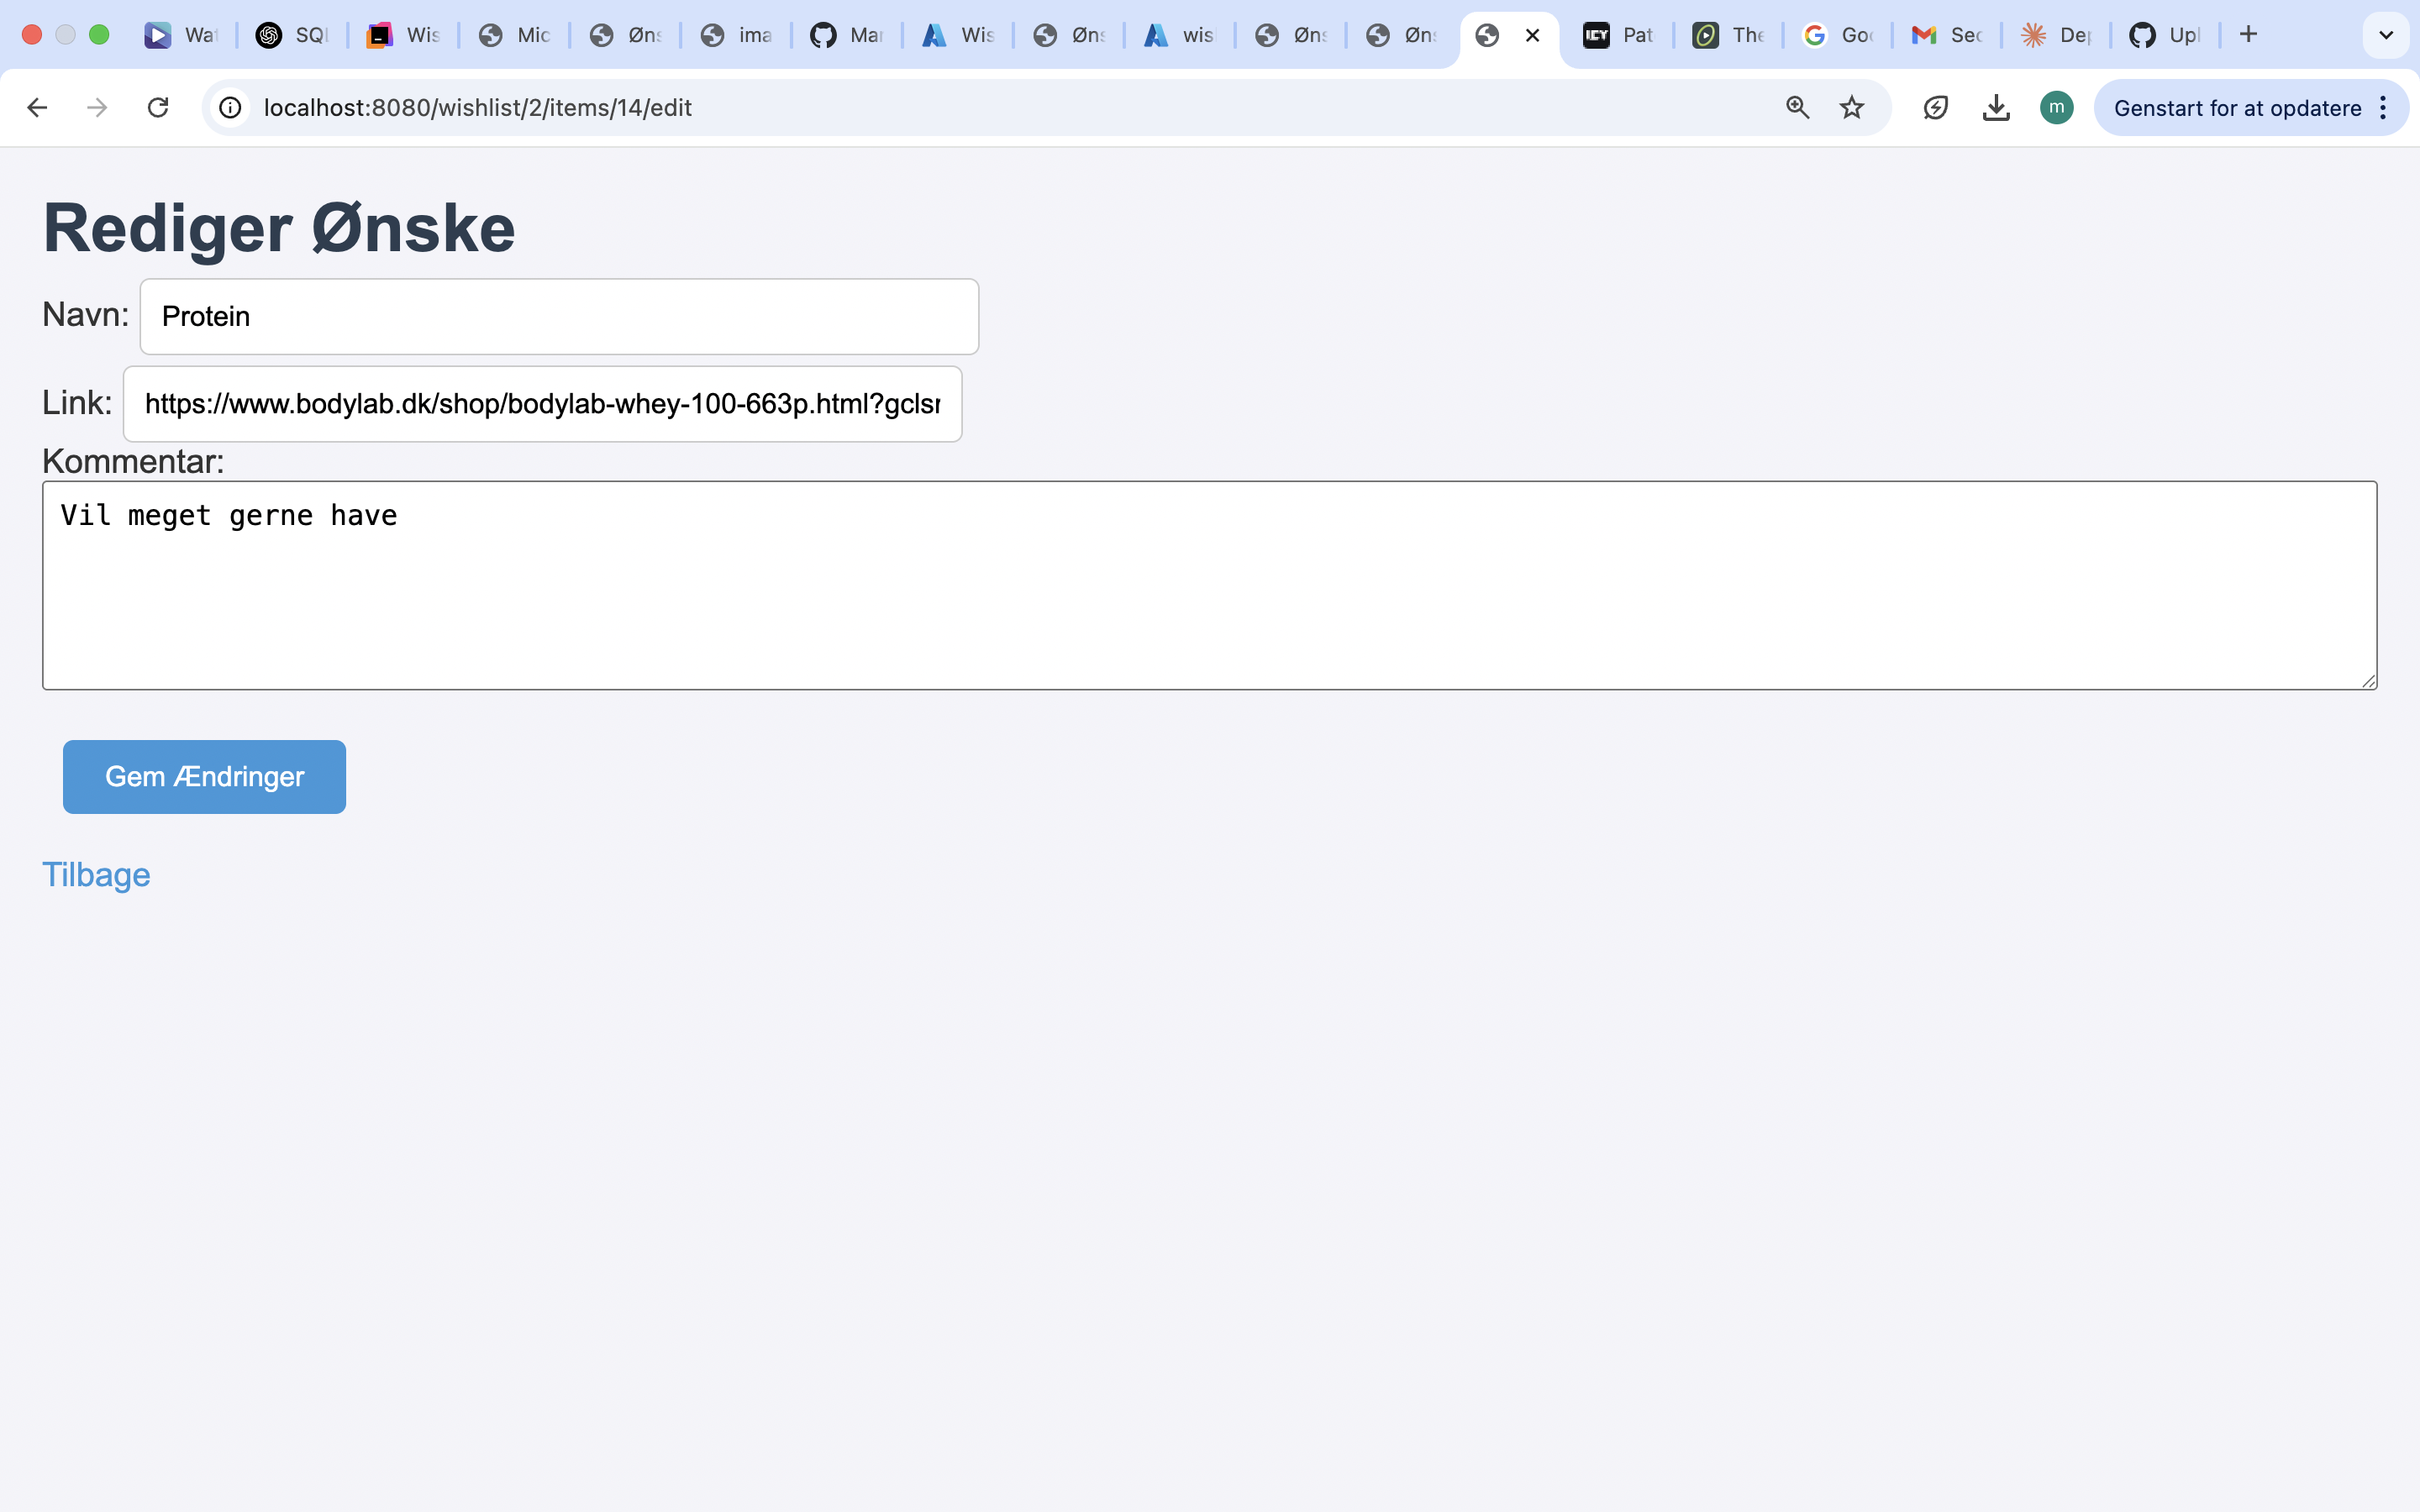 Wat SQL Wis Mic Øns ima Mar Wis Øns wis Øns Øns Pat The Goo Sec Dep Upl
localhost:8080/wishlist/2/items/14/edit
m
Genstart for at opdatere
Rediger Ønske
Navn: Protein
Link: https://www.bodylab.dk/shop/bodylab-whey-100-663p.html?gclsr
Kommentar:
Vil meget gerne have
Gem Ændringer
Tilbage